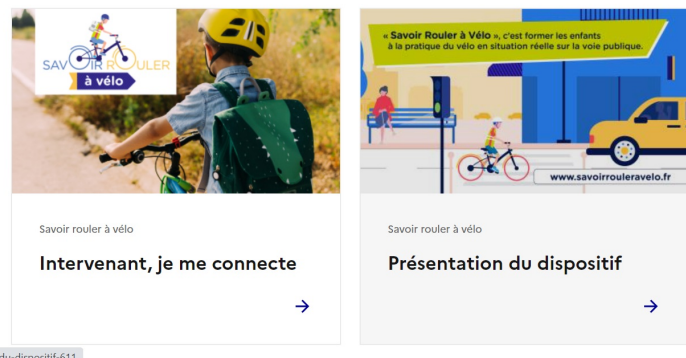 SAVOIR ROULER
à vélo
« Savoir Rouler à Vélo », c'est former les enfants
à la pratique du vélo en situation réelle sur la voie publique.
www.savoirrouleravelo.fr
Savoir rouler à vélo
Intervenant, je me connecte
Savoir rouler à vélo
Présentation du dispositif
du-dispositif-611